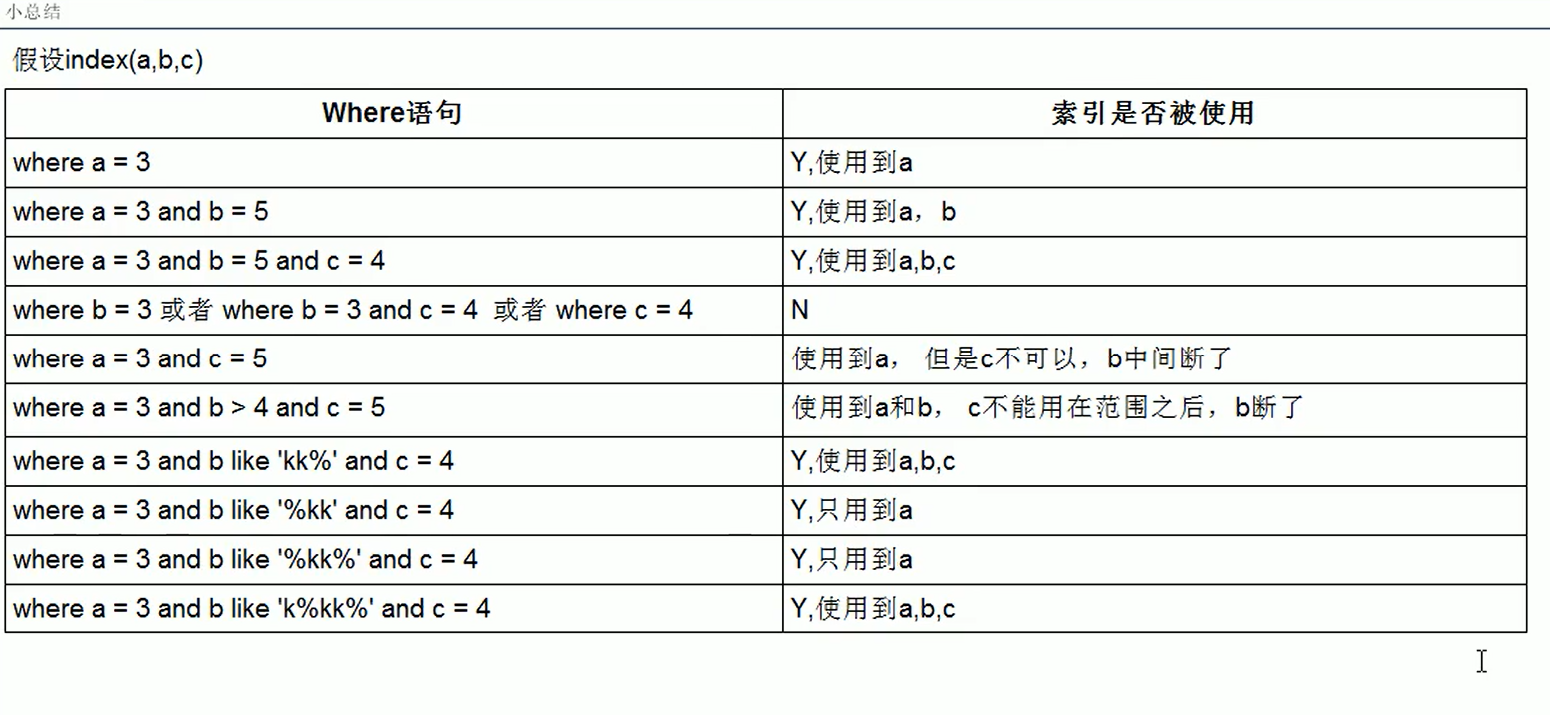 小总结
假设index(a,b,c)
Where语句 索引是否被使用
where a = 3 Y,使用到a
where a = 3 and b = 5 Y,使用到a，b
where a = 3 and b = 5 and c = 4 Y,使用到a,b,c
where b = 3 或者 where b = 3 and c = 4 或者 where c = 4 N
where a = 3 and c = 5 使用到a， 但是c不可以，b中间断了
where a = 3 and b > 4 and c = 5 使用到a和b， c不能用在范围之后，b断了
where a = 3 and b like 'kk%' and c = 4 Y,使用到a,b,c
where a = 3 and b like '%kk' and c = 4 Y,只用到a
where a = 3 and b like '%kk%' and c = 4 Y,只用到a
where a = 3 and b like 'k%kk%' and c = 4 Y,使用到a,b,c